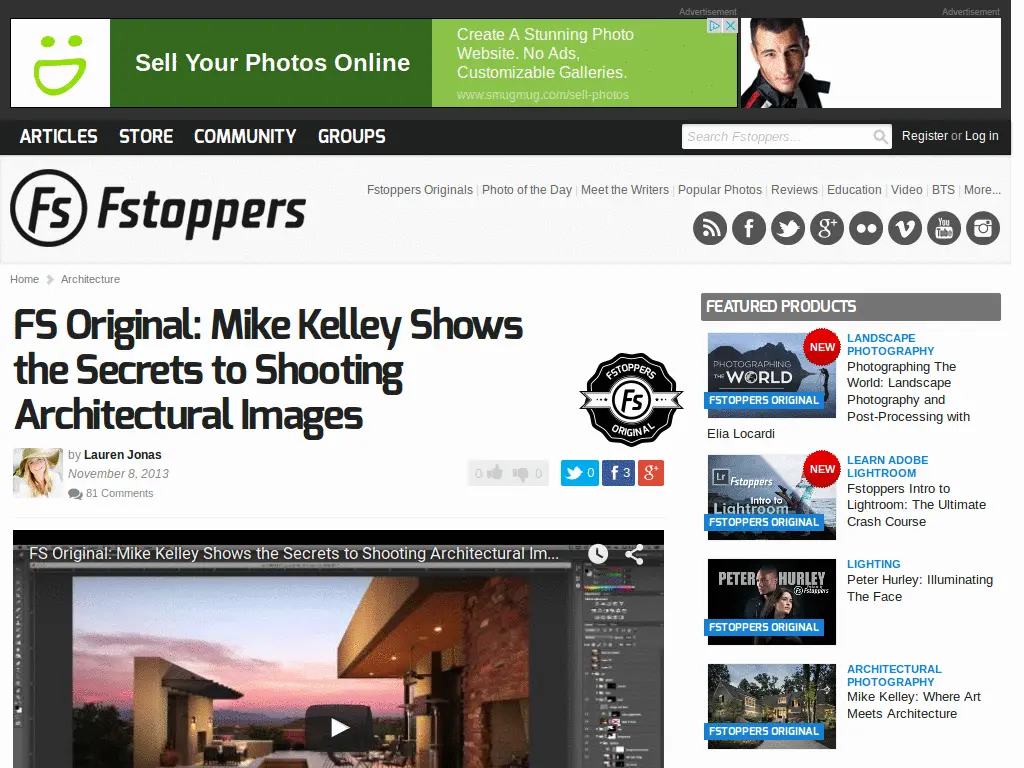 Advertisement
Advertisement
Sell Your Photos Online
Create A Stunning Photo
Website. No Ads,
Customizable Galleries.
www.smugmug.com/sell-photos
ARTICLES STORE COMMUNITY GROUPS
Search Fstoppers...
Register or Log in
Fs Fstoppers
Fstoppers Originals | Photo of the Day | Meet the Writers | Popular Photos | Reviews | Education | Video | BTS | More...
You
Tube
Home Architecture
FS Original: Mike Kelley Shows
the Secrets to Shooting
Architectural Images
FSTOPPERS
Fs
ORIGINAL
by Lauren Jonas
November 8, 2013
81 Comments
0 0
0
3
g+
FS Original: Mike Kelley Shows the Secrets to Shooting Architectural Im...
FEATURED PRODUCTS
PHOTOGRAPHING
THE WORLD
NEW
FSTOPPERS ORIGINAL
LANDSCAPE
PHOTOGRAPHY
Photographing The
World: Landscape
Photography and
Post-Processing with
Elia Locardi
Lr Fstoppers
Intro to
Lightroom
NEW
FSTOPPERS ORIGINAL
LEARN ADOBE
LIGHTROOM
Fstoppers Intro to
Lightroom: The Ultimate
Crash Course
PETER HURLEY
Fstoppers
FSTOPPERS ORIGINAL
LIGHTING
Peter Hurley: Illuminating
The Face
FSTOPPERS ORIGINAL
ARCHITECTURAL
PHOTOGRAPHY
Mike Kelley: Where Art
Meets Architecture